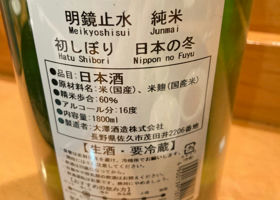 明鏡止水 純米
Meikyoshisui Junmai
初しぼり 日本の冬
Hatu Shibori Nippon no Fuyu
●品目:日本酒
●原材料名:米(国産)、米麹(国産米)
●精米歩合:60%
●アルコール分:16度
●内容量:1800ml
●製造者 大澤酒造株式会社
長野県佐久市茂田井2206番地
【生酒・要冷蔵】